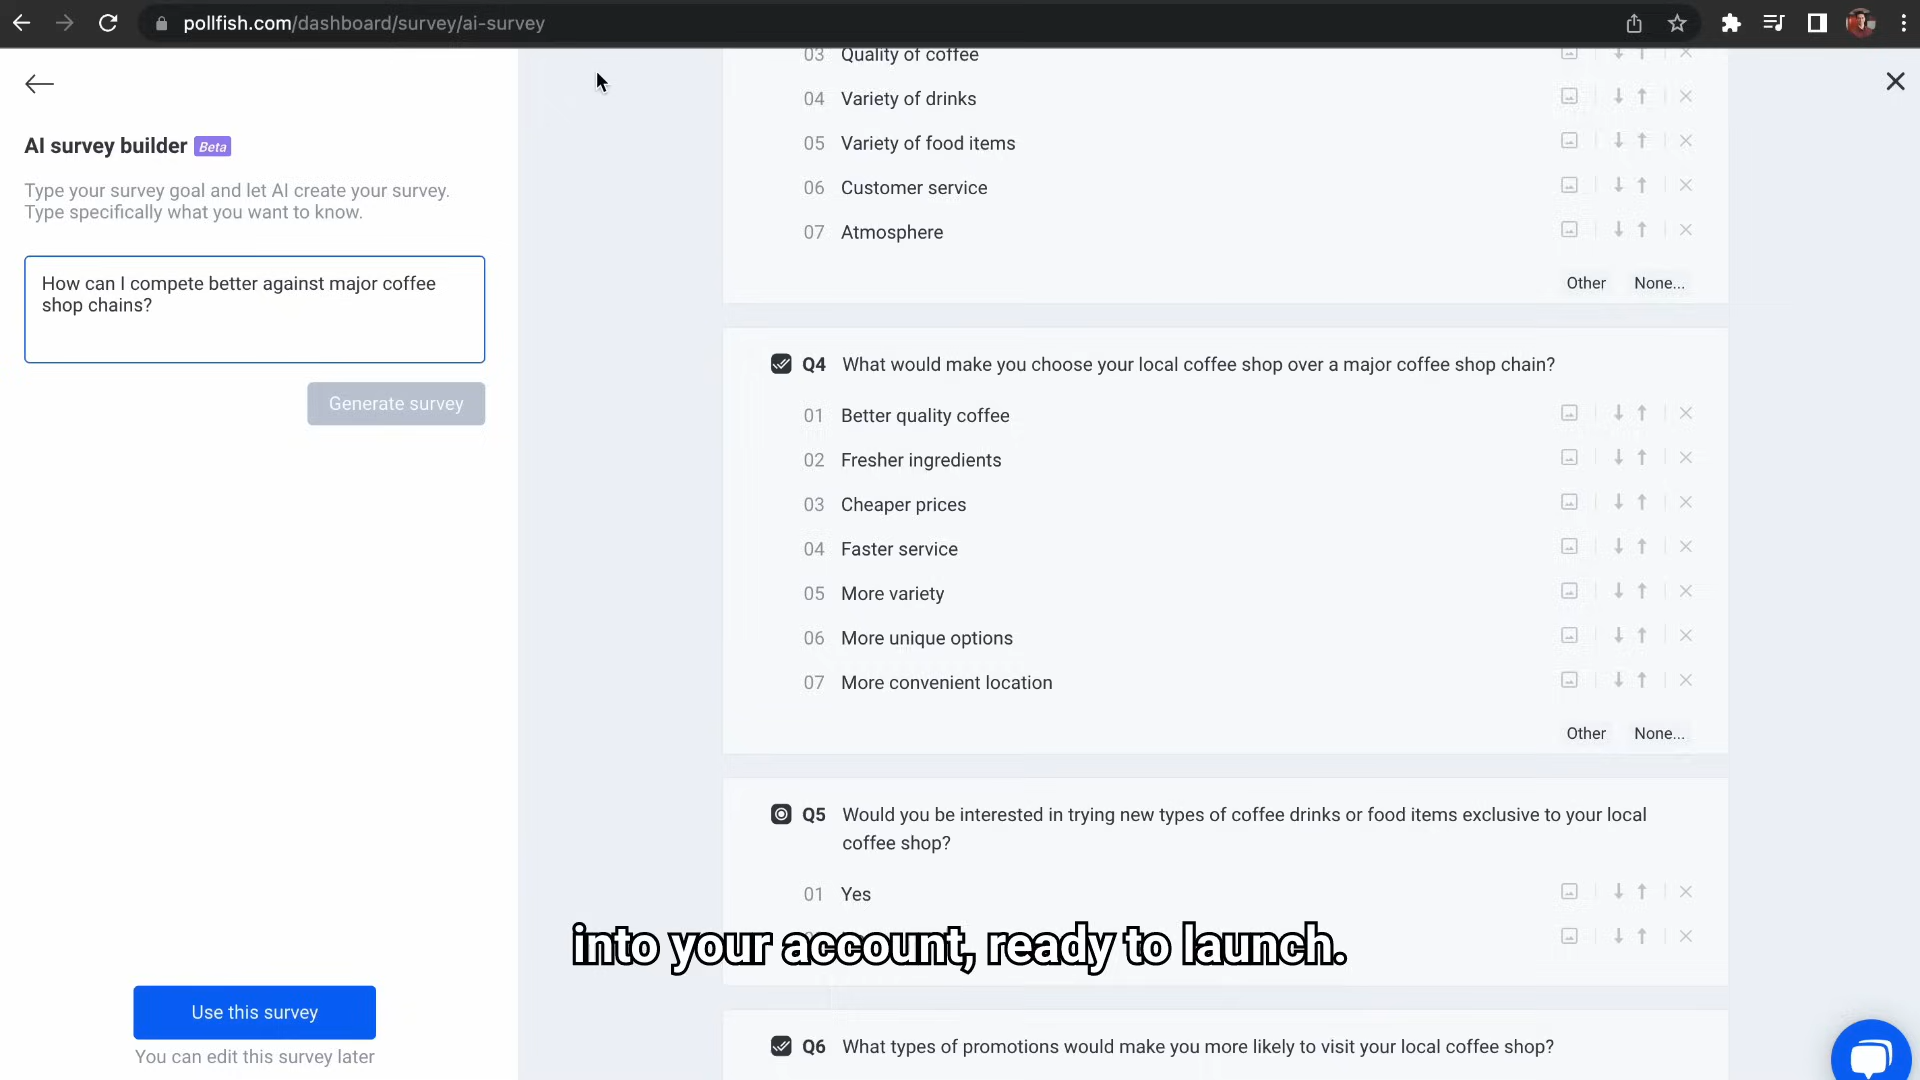 pollfish.com/dashboard/survey/ai-survey
AI survey builder Beta
Type your survey goal and let AI create your survey.
Type specifically what you want to know.
How can I compete better against major coffee
shop chains?
Generate survey
Use this survey
You can edit this survey later
03 Quality of coffee
04 Variety of drinks
05 Variety of food items
06 Customer service
07 Atmosphere
Other None...
Q4 What would make you choose your local coffee shop over a major coffee shop chain?
01 Better quality coffee
02 Fresher ingredients
03 Cheaper prices
04 Faster service
05 More variety
06 More unique options
07 More convenient location
Other None...
Q5 Would you be interested in trying new types of coffee drinks or food items exclusive to your local
coffee shop?
01 Yes
into your account, ready to launch.
Q6 What types of promotions would make you more likely to visit your local coffee shop?